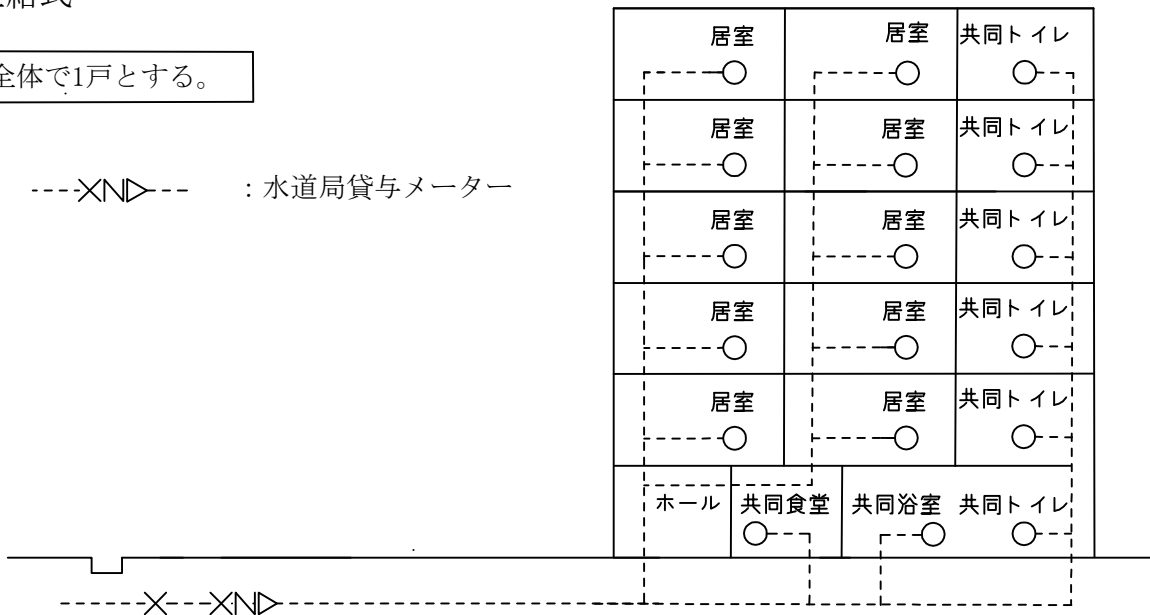 給式
全体で1戸とする。
:水道局貸与メーター
居室 居室 共同トイレ
居室 居室 共同トイレ
居室 居室 共同トイレ
居室 居室 共同トイレ
居室 居室 共同トイレ
ホール 共同食堂 共同浴室 共同トイレ